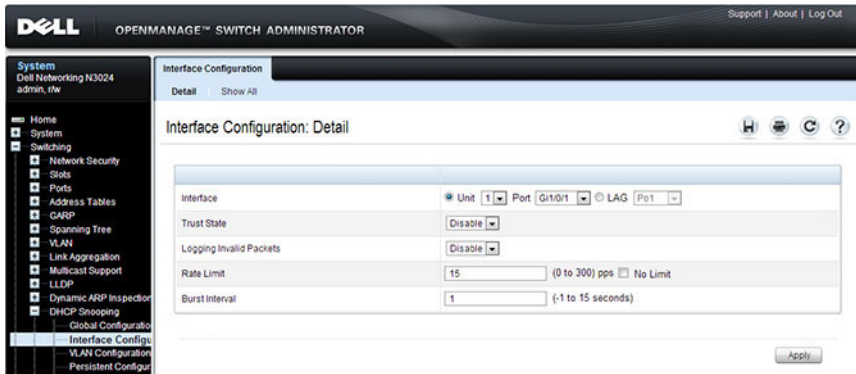 Support | About | Log Out
DELL OPENMANAGE™ SWITCH ADMINISTRATOR
System
Dell Networking N3024
admin, r/w
Home
System
Switching
Network Security
Slots
Ports
Address Tables
GARP
Spanning Tree
VLAN
Link Aggregation
Multicast Support
LLDP
Dynamic ARP Inspection
DHCP Snooping
Global Configuratio
Interface Configu
VLAN Configuration
Persistent Configur
Interface Configuration
Detail Show All
Interface Configuration: Detail
Interface Unit 1 Port Gi1/0/1 LAG Po1
Trust State Disable
Logging Invalid Packets Disable
Rate Limit 15 (0 to 300) pps No Limit
Burst Interval 1 (-1 to 15 seconds)
Apply